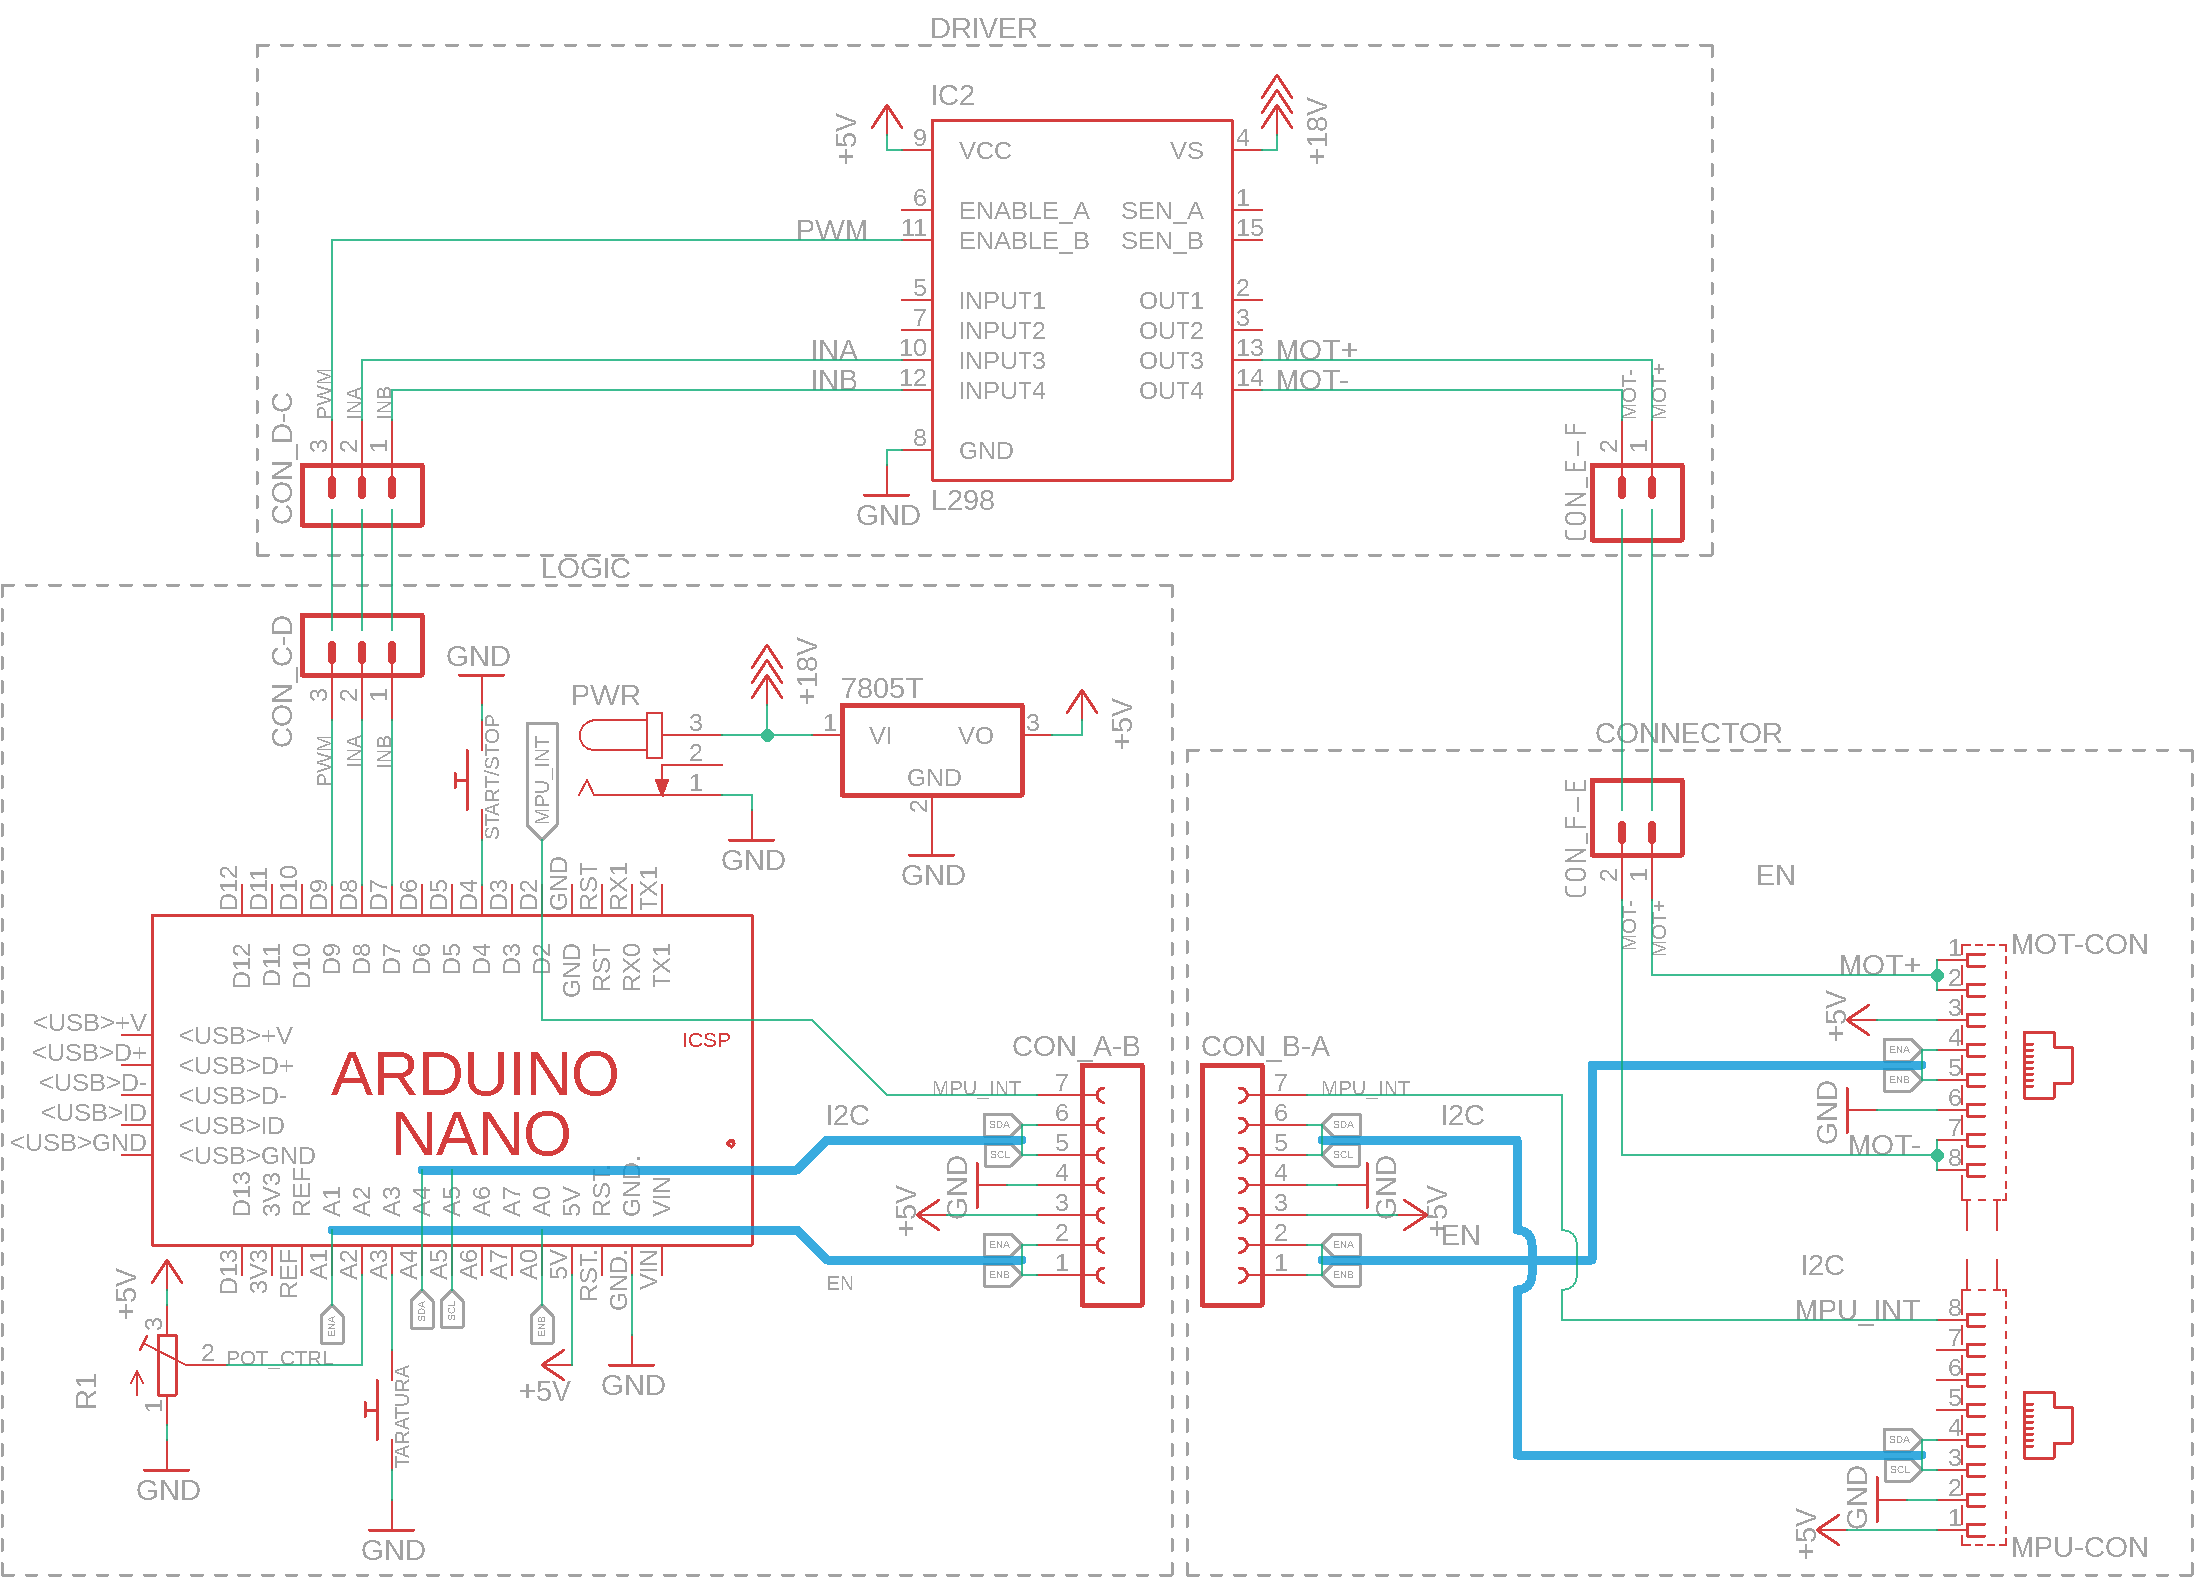 DRIVER
IC2
+5V
+18V
9
VCC
VS
4
6
ENABLE_A
SEN_A
1
PWM
11
ENABLE_B
SEN_B
15
5
INPUT1
OUT1
2
7
INPUT2
OUT2
3
INA
10
INPUT3
OUT3
13
MOT+
INB
12
INPUT4
OUT4
14
MOT-
8
GND
GND
L298
CON_D-C
PWM
INA
INB
3
2
1
MOT-
MOT+
2
1
CON_E-F
LOGIC
CON_C-D
3
2
1
PWM
INA
INB
GND
START/STOP
MPU_INT
PWR
3
2
1
GND
+18V
7805T
1
VI
VO
3
GND
2
GND
+5V
CONNECTOR
CON_F-E
2
1
MOT-
MOT+
EN
D12
D11
D10
D9
D8
D7
D6
D5
D4
D3
D2
GND
RST
RX1
TX1
D12
D11
D10
D9
D8
D7
D6
D5
D4
D3
D2
GND
RST
RX0
TX1
<USB>+V
<USB>D+
<USB>D-
<USB>ID
<USB>GND
<USB>+V
<USB>D+
<USB>D-
<USB>ID
<USB>GND
ICSP
ARDUINO
NANO
D13
3V3
REF
A1
A2
A3
A4
A5
A6
A7
A0
5V
RST.
GND.
VIN
D13
3V3
REF
A1
A2
A3
A4
A5
A6
A7
A0
5V
RST.
GND.
VIN
ENA
SDA
SCL
ENB
+5V
GND
+5V
3
2
POT_CTRL
R1
1
GND
TARATURA
GND
I2C
EN
CON_A-B
MPU_INT
7
SDA
6
SCL
5
GND
4
+5V
3
ENA
2
ENB
1
CON_B-A
7
MPU_INT
6
SDA
5
SCL
4
GND
3
+5V
2
ENA
1
ENB
I2C
EN
MOT-CON
MOT+
1
2
+5V
3
ENA
4
ENB
5
GND
6
MOT-
7
8
I2C
MPU_INT
8
7
6
5
SDA
4
SCL
3
GND
2
+5V
1
MPU-CON